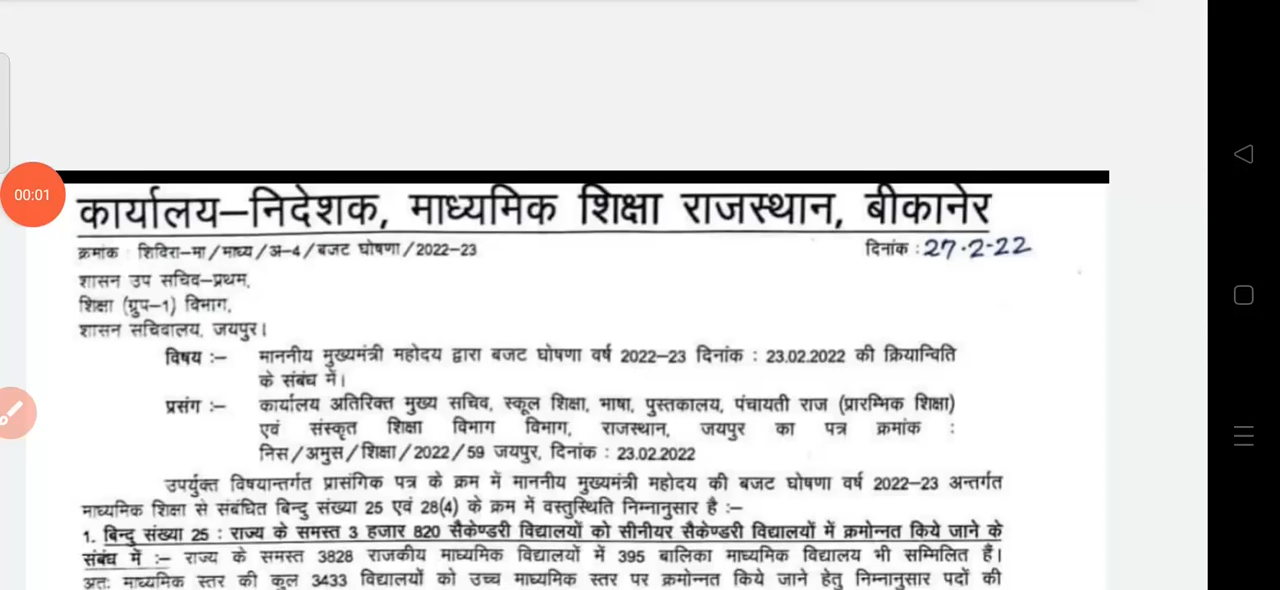 00:01
कार्यालय–निदेशक, माध्यमिक शिक्षा राजस्थान, बीकानेर
क्रमांक : शिविरा–मा/माध्य/अ–4/बजट घोषणा/2022–23 दिनांक : 27·2-22
शासन उप सचिव–प्रथम,
शिक्षा (ग्रुप–1) विभाग,
शासन सचिवालय, जयपुर।
विषय :– माननीय मुख्यमंत्री महोदय द्वारा बजट घोषणा वर्ष 2022–23 दिनांक : 23.02.2022 की क्रियान्विति
के संबंध में।
प्रसंग :– कार्यालय अतिरिक्त मुख्य सचिव, स्कूल शिक्षा, भाषा, पुस्तकालय, पंचायती राज (प्रारम्भिक शिक्षा)
एवं संस्कृत शिक्षा विभाग विभाग, राजस्थान, जयपुर का पत्र क्रमांक :
निस/अमुस/शिक्षा/2022/59 जयपुर, दिनांक : 23.02.2022
उपर्युक्त विषयान्तर्गत प्रासंगिक पत्र के क्रम में माननीय मुख्यमंत्री महोदय की बजट घोषणा वर्ष 2022–23 अन्तर्गत
माध्यमिक शिक्षा से संबंधित बिन्दु संख्या 25 एवं 28(4) के क्रम में वस्तुस्थिति निम्नानुसार है :–
1. बिन्दु संख्या 25 : राज्य के समस्त 3 हजार 820 सैकेण्डरी विद्यालयों को सीनीयर सैकेण्डरी विद्यालयों में क्रमोन्नत किये जाने के
संबंध में :– राज्य के समस्त 3828 राजकीय माध्यमिक विद्यालयों में 395 बालिका माध्यमिक विद्यालय भी सम्मिलित हैं।
अतः माध्यमिक स्तर की कुल 3433 विद्यालयों को उच्च माध्यमिक स्तर पर क्रमोन्नत किये जाने हेतु निम्नानुसार पदों की